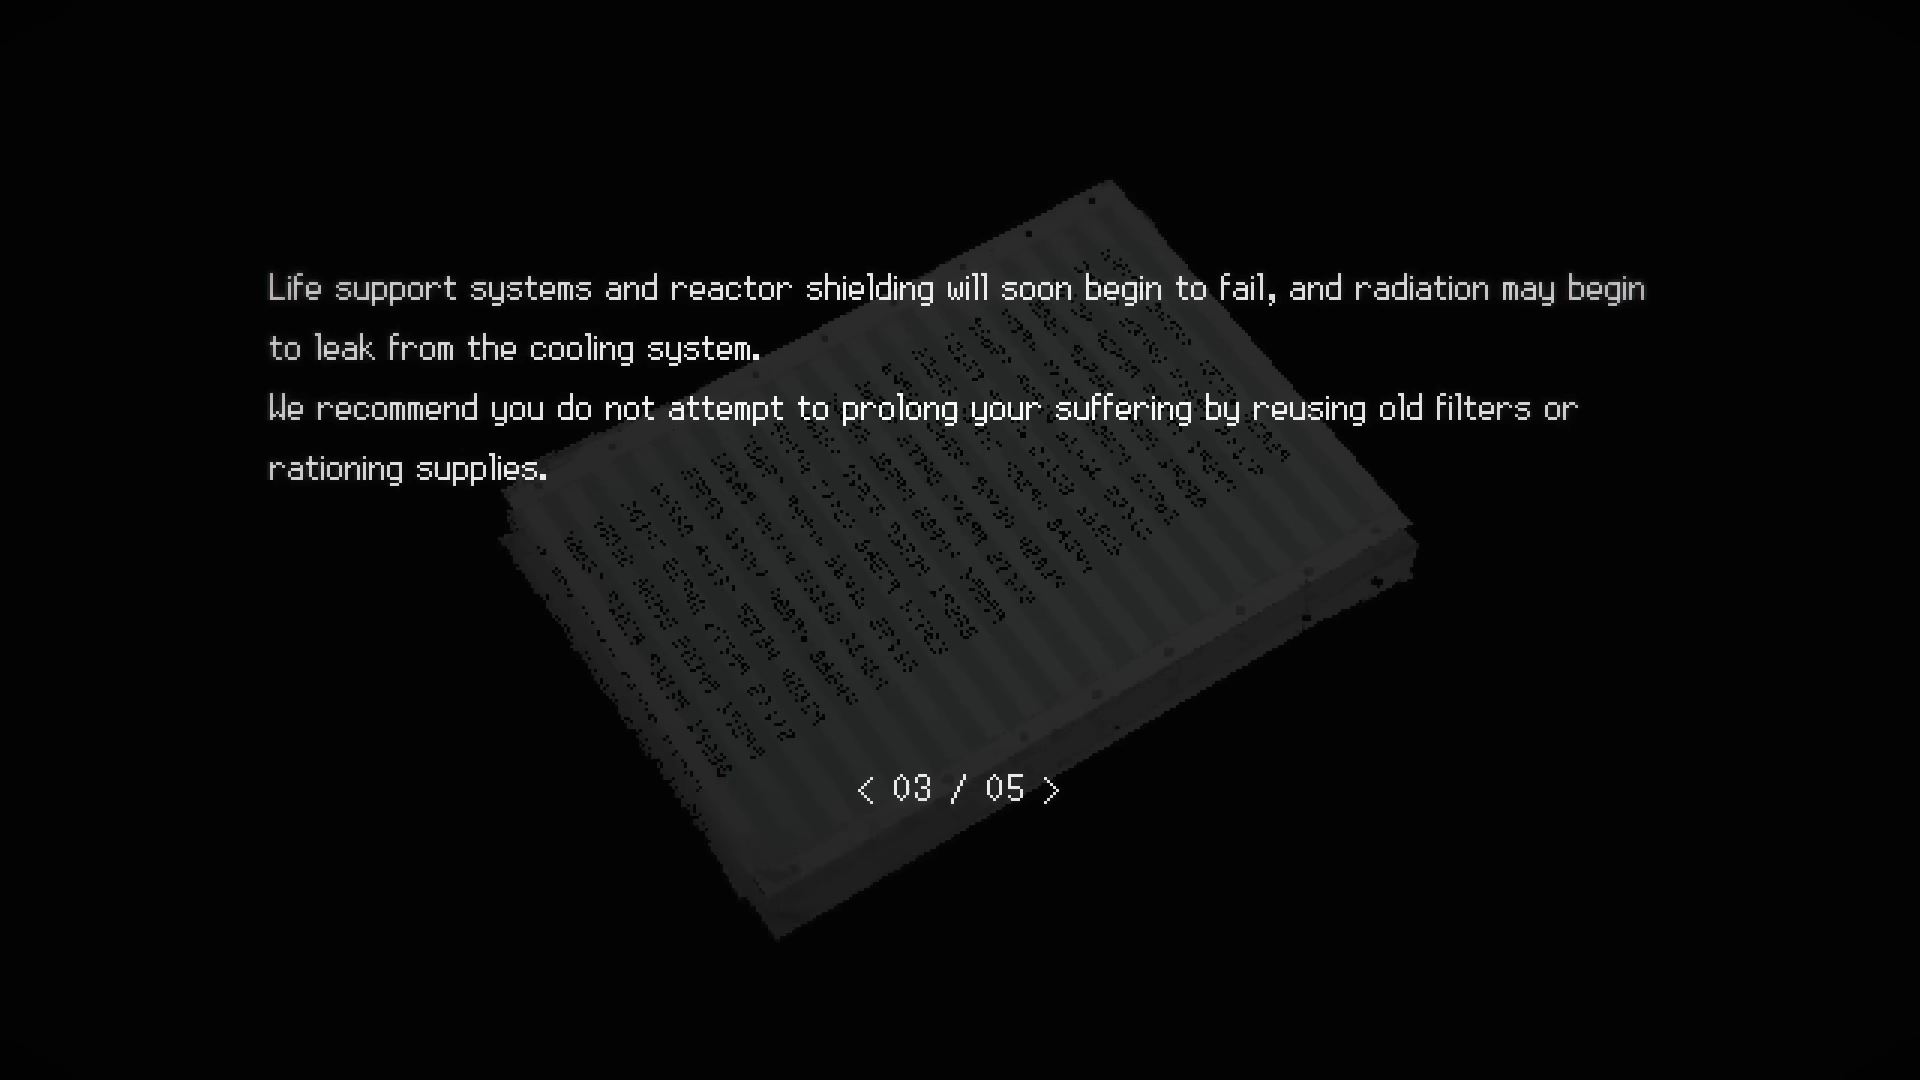 Life support systems and reactor shielding will soon begin to fail, and radiation may begin
to leak from the cooling system.
We recommend you do not attempt to prolong your suffering by reusing old filters or
rationing supplies.
< 03 / 05 >